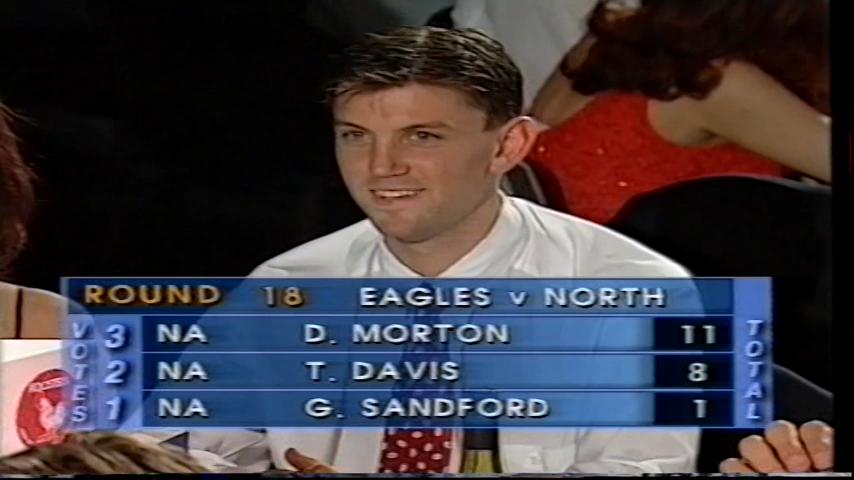 ROUND 18 EAGLES v NORTH
VOTES
3 NA D. MORTON 11
2 NA T. DAVIS 8
1 NA G. SANDFORD 1
TOTAL